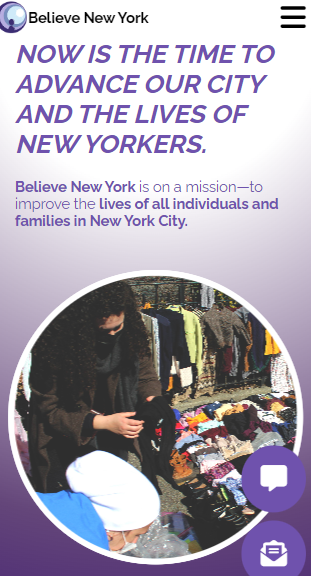 Believe New York
NOW IS THE TIME TO
ADVANCE OUR CITY
AND THE LIVES OF
NEW YORKERS.
Believe New York is on a mission—to
improve the lives of all individuals and
families in New York City.